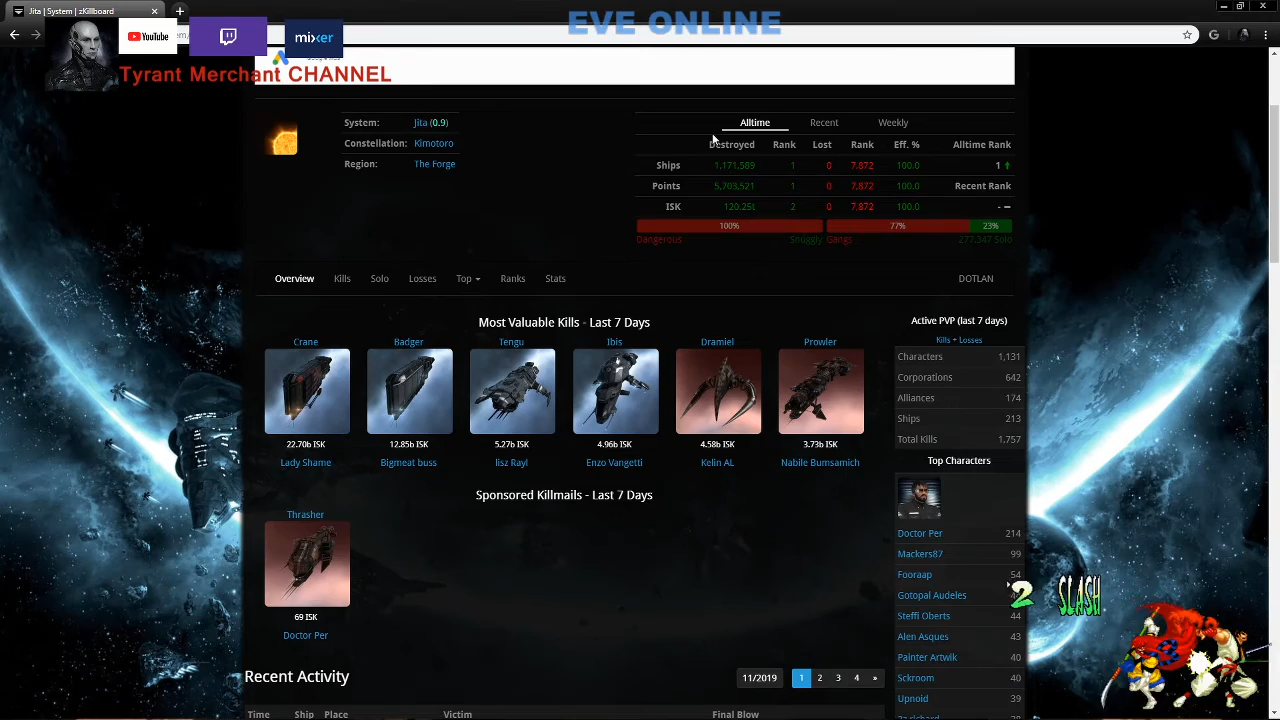 Jita | System | Killboard
EVE ONLINE
YouTube
mixer
Tyrant Merchant CHANNEL
System: Jita (0.9)
Constellation: Kimotoro
Region: The Forge
Alltime Recent Weekly
Destroyed Rank Lost Rank Eff. % Alltime Rank
Ships 1,171,589 1 0 7,872 100.0 1
Points 5,703,521 1 0 7,872 100.0 Recent Rank
ISK 120.25t 2 0 7,872 100.0 -
100% 77% 23%
Dangerous Snuggly Gangs 277,347 Solo
Overview Kills Solo Losses Top Ranks Stats DOTLAN
Most Valuable Kills - Last 7 Days
Crane Badger Tengu Ibis Dramiel Prowler
22.70b ISK 12.85b ISK 5.27b ISK 4.96b ISK 4.58b ISK 3.73b ISK
Lady Shame Bigmeat buss lisz Rayl Enzo Vangetti Kelin AL Nabile Bumsamich
Sponsored Killmails - Last 7 Days
Thrasher
69 ISK
Doctor Per
Active PVP (last 7 days)
Kills + Losses
Characters 1,131
Corporations 642
Alliances 174
Ships 213
Total Kills 1,757
Top Characters
Doctor Per 214
Mackers87 99
Fooraap 54
Gotopal Audeles
Steffi Oberts 44
Alen Asques 43
Painter Artwik 40
Sckroom 40
Upnoid 39
2 SLASH
Recent Activity
11/2019 1 2 3 4 »
Time Ship Place Victim Final Blow